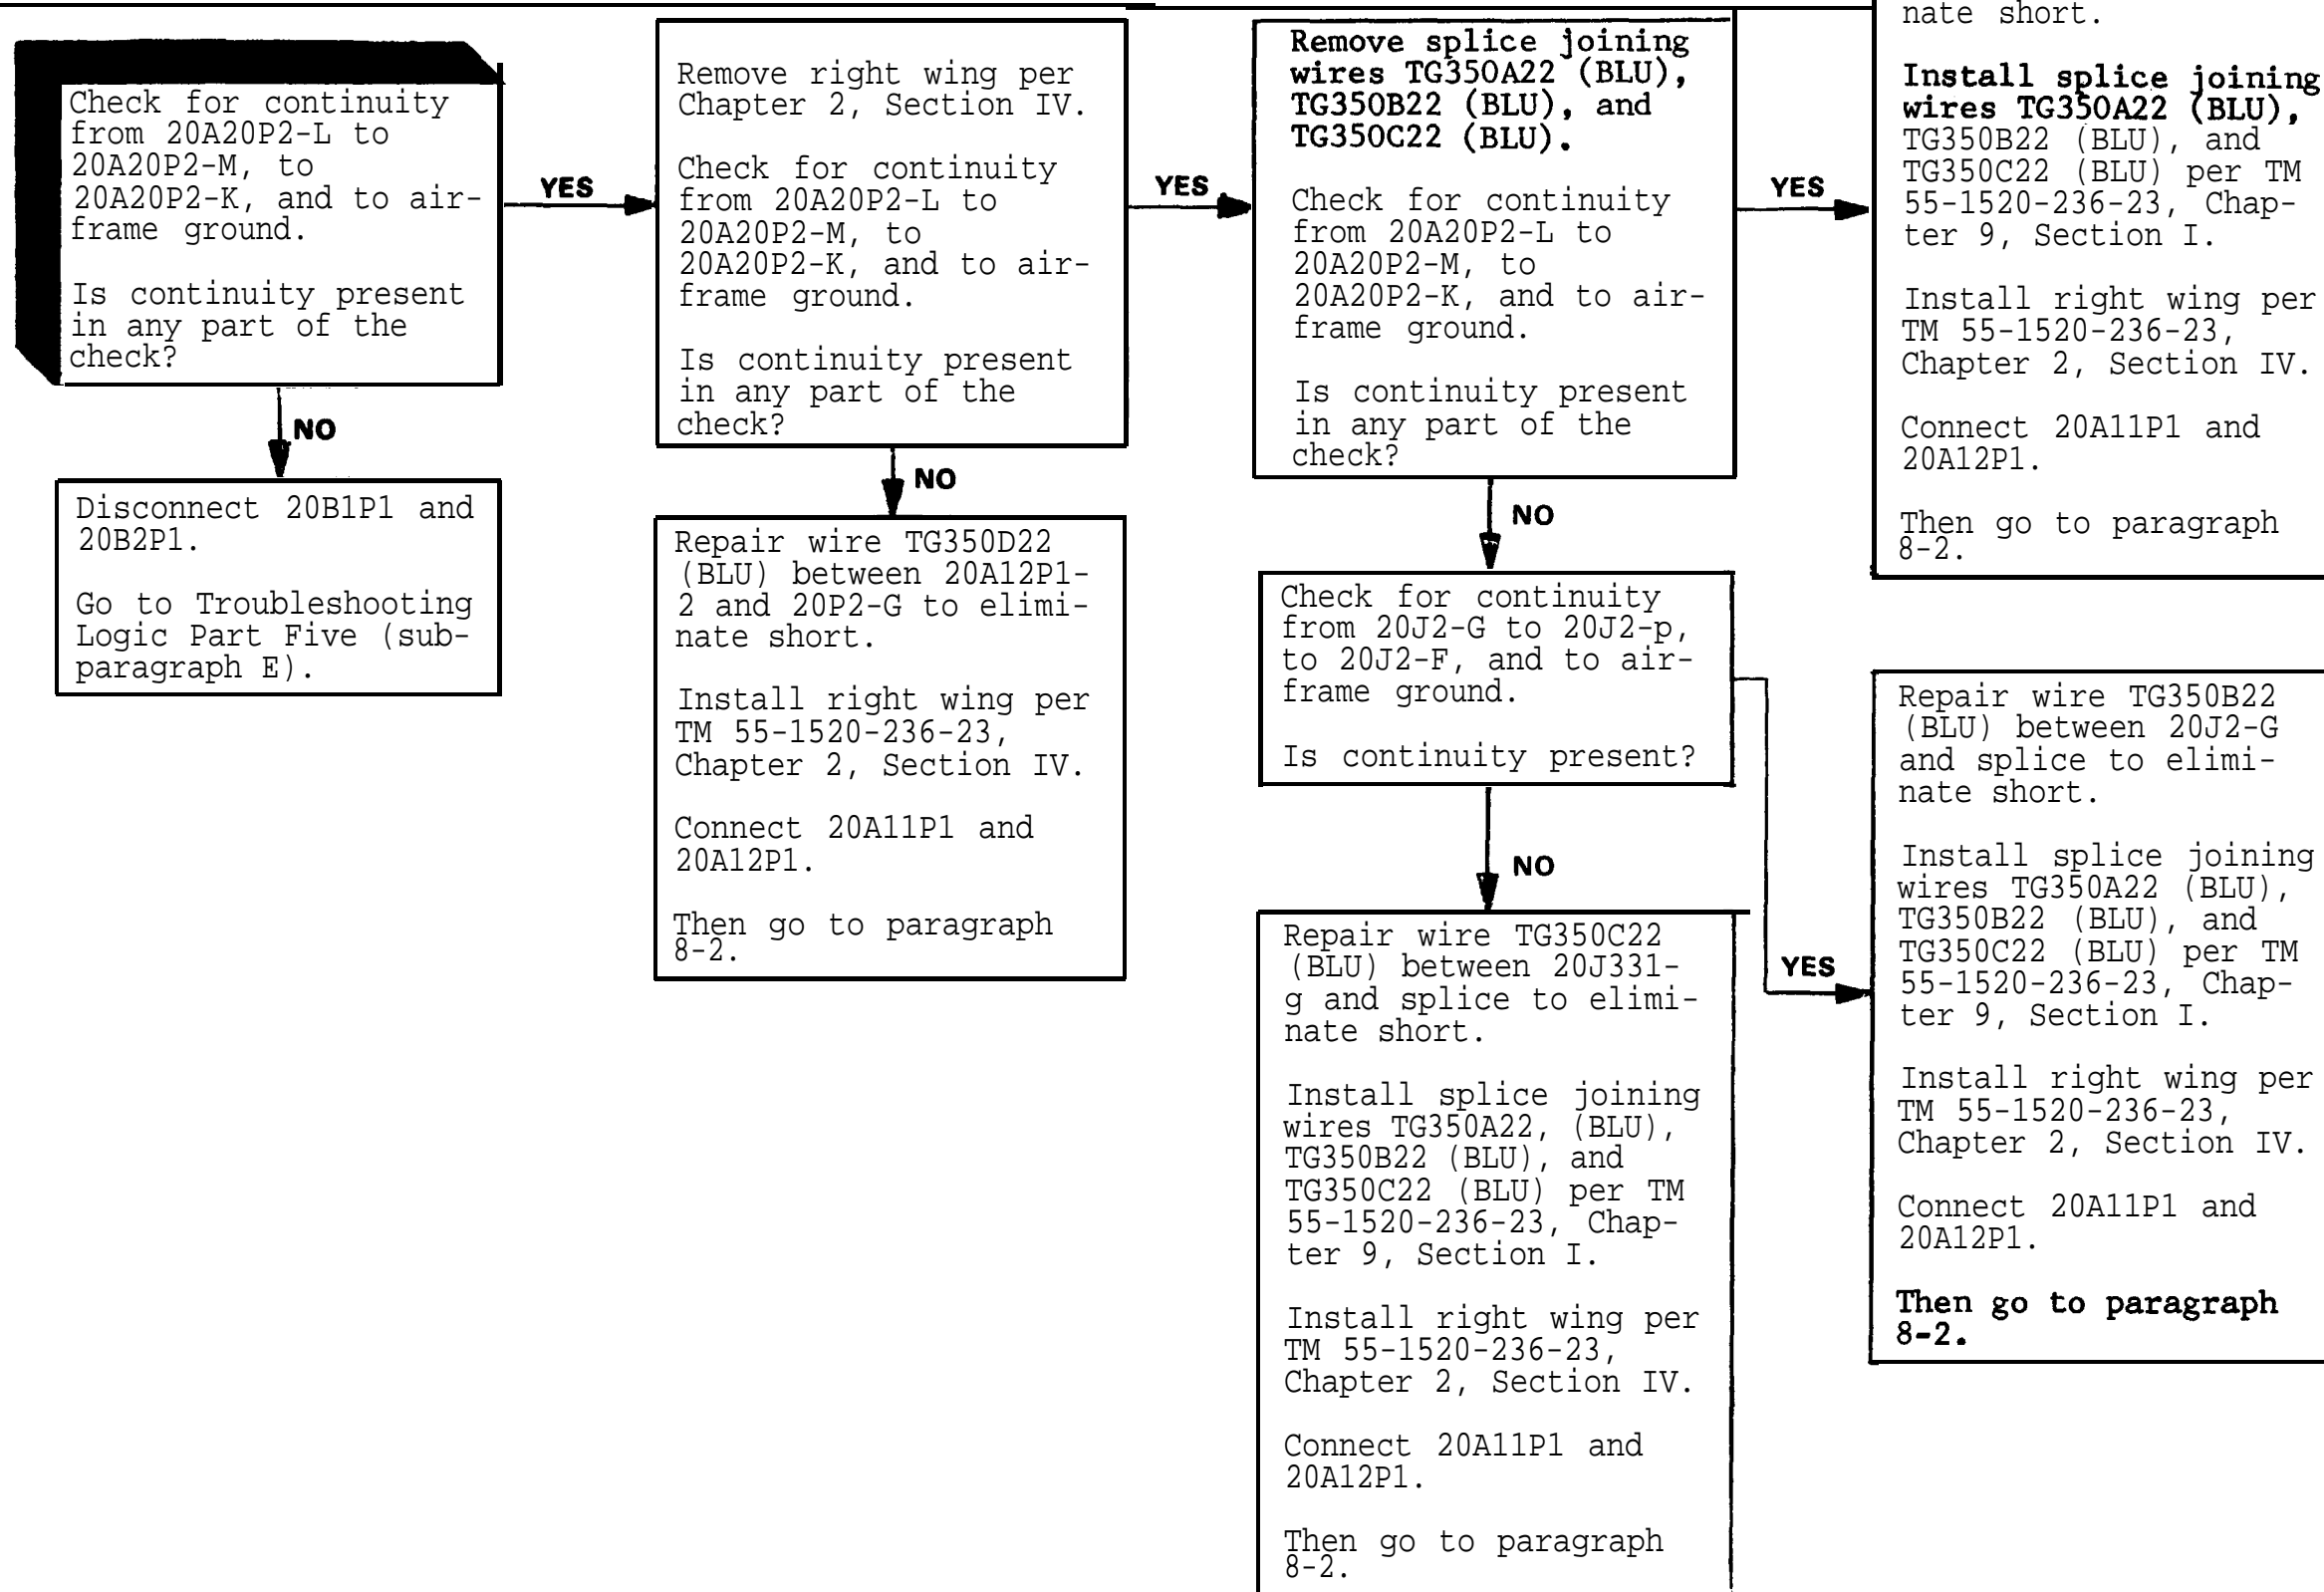 Check for continuity
from 20A20P2-L to
20A20P2-M, to
20A20P2-K, and to air-
frame ground.
Is continuity present
in any part of the
check?
YES
NO
Disconnect 20B1P1 and
20B2P1.
Go to Troubleshooting
Logic Part Five (sub-
paragraph E).
Remove right wing per
Chapter 2, Section IV.
Check for continuity
from 20A20P2-L to
20A20P2-M, to
20A20P2-K, and to air-
frame ground.
Is continuity present
in any part of the
check?
YES
NO
Repair wire TG350D22
(BLU) between 20A12P1-
2 and 20P2-G to elimi-
nate short.
Install right wing per
TM 55-1520-236-23,
Chapter 2, Section IV.
Connect 20A11P1 and
20A12P1.
Then go to paragraph
8-2.
Remove splice joining
wires TG350A22 (BLU),
TG350B22 (BLU), and
TG350C22 (BLU).
Check for continuity
from 20A20P2-L to
20A20P2-M, to
20A20P2-K, and to air-
frame ground.
Is continuity present
in any part of the
check?
YES
NO
Check for continuity
from 20J2-G to 20J2-p,
to 20J2-F, and to air-
frame ground.
Is continuity present?
NO
YES
Repair wire TG350C22
(BLU) between 20J331-
g and splice to elimi-
nate short.
Install splice joining
wires TG350A22, (BLU),
TG350B22 (BLU), and
TG350C22 (BLU) per TM
55-1520-236-23, Chap-
ter 9, Section I.
Install right wing per
TM 55-1520-236-23,
Chapter 2, Section IV.
Connect 20A11P1 and
20A12P1.
Then go to paragraph
8-2.
nate short.
Install splice joining
wires TG350A22 (BLU),
TG350B22 (BLU), and
TG350C22 (BLU) per TM
55-1520-236-23, Chap-
ter 9, Section I.
Install right wing per
TM 55-1520-236-23,
Chapter 2, Section IV.
Connect 20A11P1 and
20A12P1.
Then go to paragraph
8-2.
Repair wire TG350B22
(BLU) between 20J2-G
and splice to elimi-
nate short.
Install splice joining
wires TG350A22 (BLU),
TG350B22 (BLU), and
TG350C22 (BLU) per TM
55-1520-236-23, Chap-
ter 9, Section I.
Install right wing per
TM 55-1520-236-23,
Chapter 2, Section IV.
Connect 20A11P1 and
20A12P1.
Then go to paragraph
8-2.